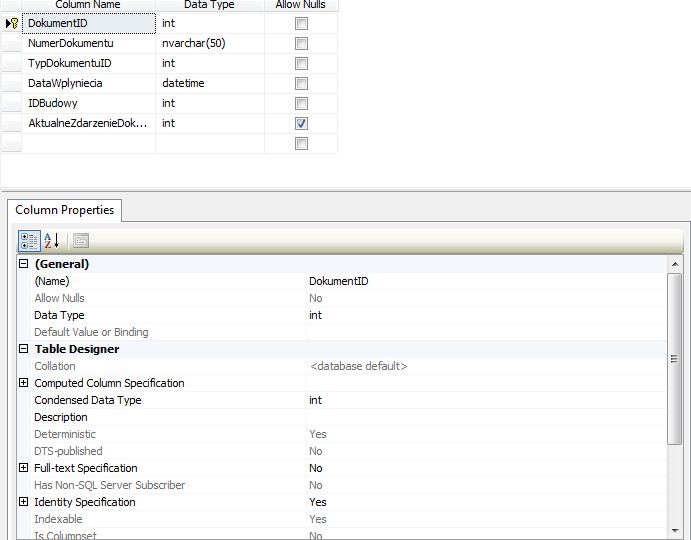 Column Name Data Type Allow Nulls
DokumentID int
NumerDokumentu nvarchar(50)
TypDokumentuID int
DataWplyniecia datetime
IDBudowy int
AktualneZdarzenieDok... int
Column Properties
(General)
(Name) DokumentID
Allow Nulls No
Data Type int
Default Value or Binding
Table Designer
Collation <database default>
Computed Column Specification
Condensed Data Type int
Description
Deterministic Yes
DTS-published No
Full-text Specification No
Has Non-SQL Server Subscriber No
Identity Specification Yes
Indexable Yes
Is Columnset No